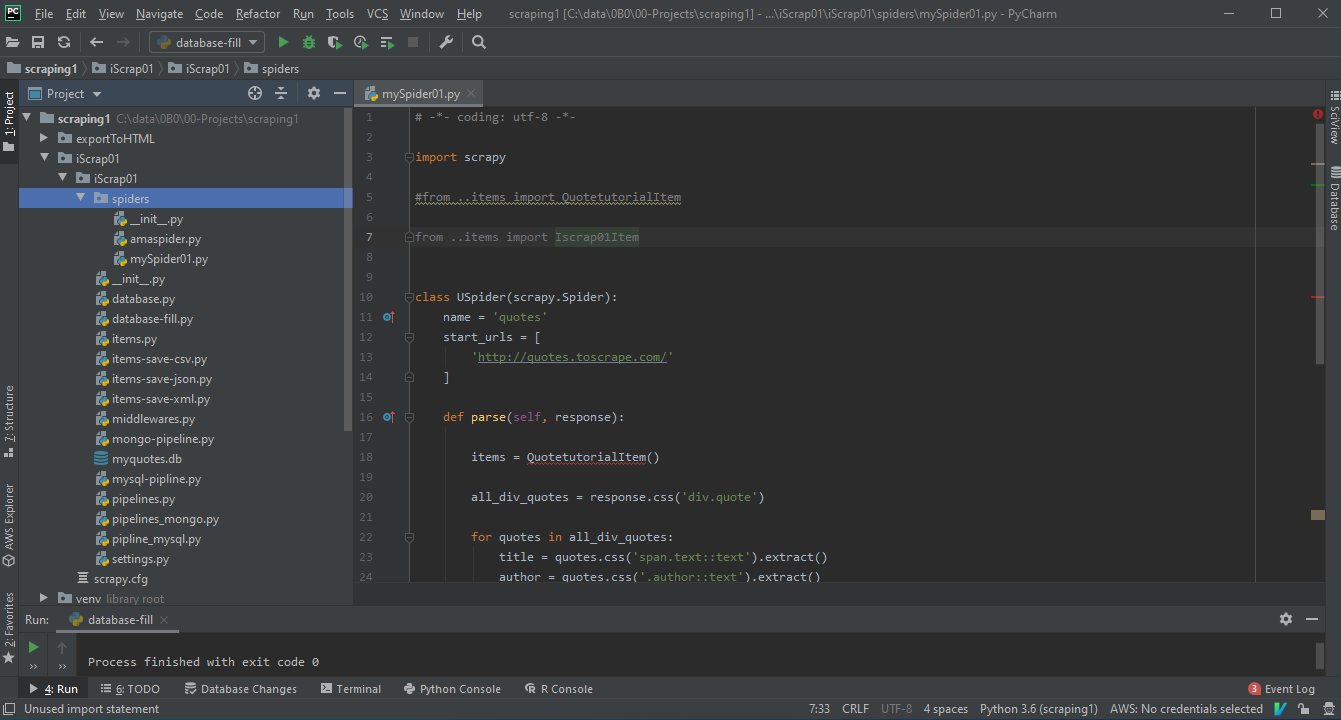 PC File Edit View Navigate Code Refactor Run Tools VCS Window Help scraping1 [C:\data\0B0\00-Projects\scraping1] - ...\iScrap01\iScrap01\spiders\mySpider01.py - PyCharm
database-fill
scraping1 iScrap01 iScrap01 spiders
Project
mySpider01.py
1: Project
7: Structure
AWS Explorer
2: Favorites
scraping1 C:\data\0B0\00-Projects\scraping1
exportToHTML
iScrap01
iScrap01
spiders
__init__.py
amaspider.py
mySpider01.py
__init__.py
database.py
database-fill.py
items.py
items-save-csv.py
items-save-json.py
items-save-xml.py
middlewares.py
mongo-pipeline.py
myquotes.db
mysql-pipline.py
pipelines.py
pipelines_mongo.py
pipline_mysql.py
settings.py
scrapy.cfg
venv library root
1 # -*- coding: utf-8 -*-
2
3 import scrapy
4
5 #from ..items import QuotetutorialItem
6
7 from ..items import Iscrap01Item
8
9
10 class USpider(scrapy.Spider):
11 name = 'quotes'
12 start_urls = [
13 'http://quotes.toscrape.com/'
14 ]
15
16 def parse(self, response):
17
18 items = QuotetutorialItem()
19
20 all_div_quotes = response.css('div.quote')
21
22 for quotes in all_div_quotes:
23 title = quotes.css('span.text::text').extract()
24 author = quotes.css('.author::text').extract()
SciView
Database
Run: database-fill
Process finished with exit code 0
4: Run 6: TODO Database Changes Terminal Python Console R Console 3 Event Log
Unused import statement 7:33 CRLF UTF-8 4 spaces Python 3.6 (scraping1) AWS: No credentials selected